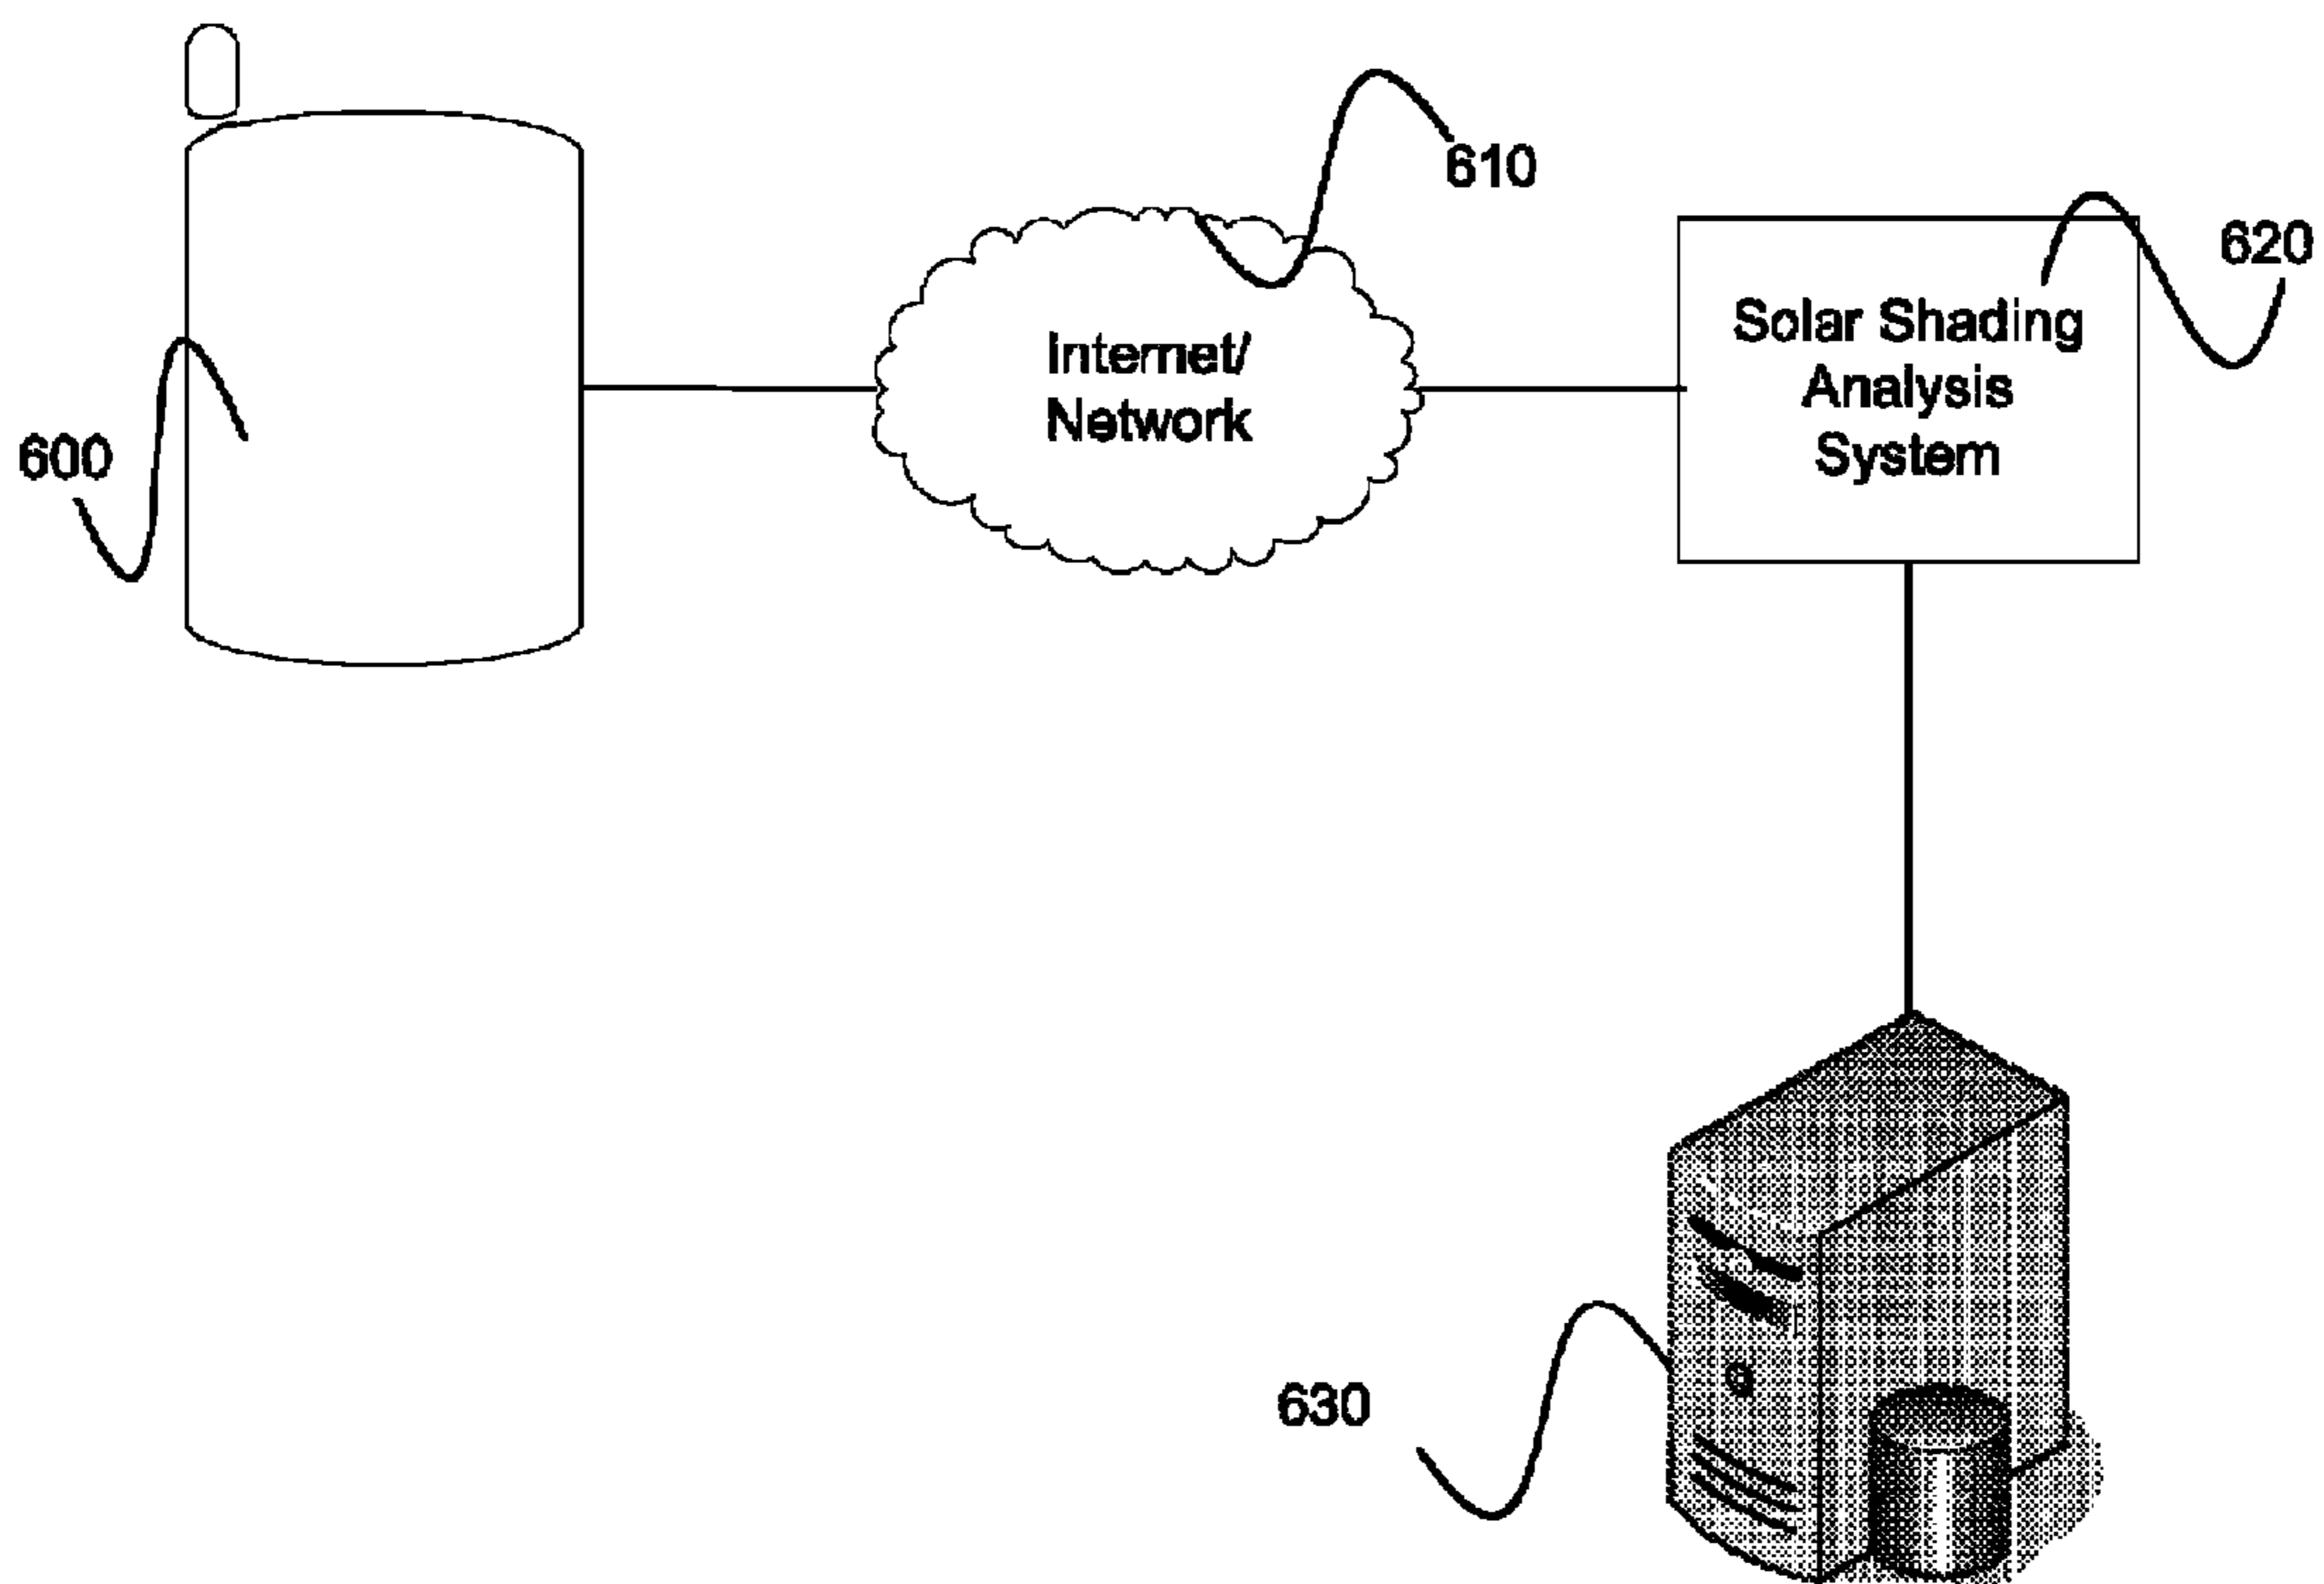 610
620
Solar Shading
Analysis
System
Internet/
Network
600
630